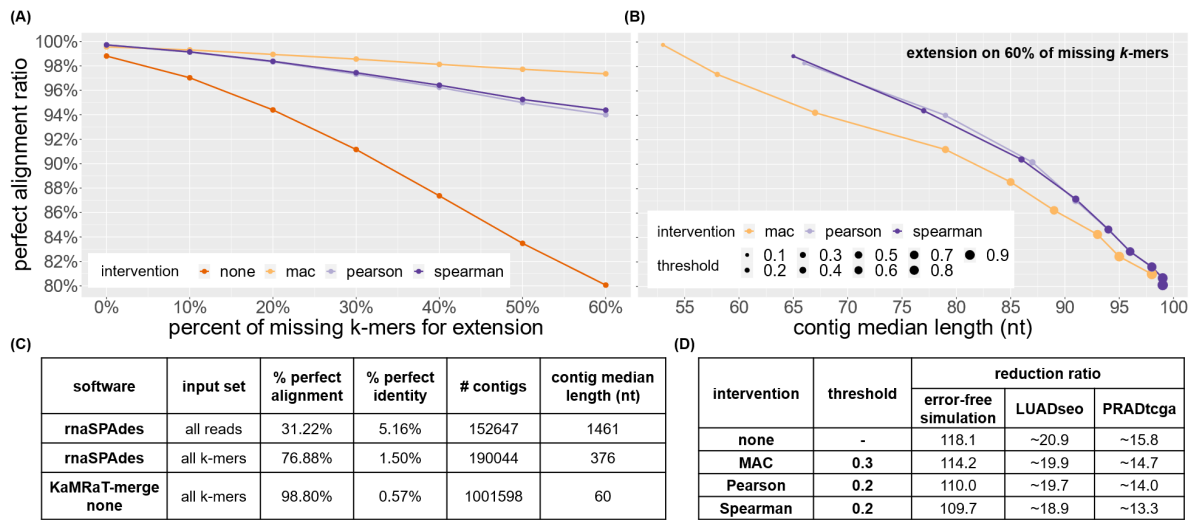 (A)
perfect alignment ratio
100%
98%
96%
94%
92%
90%
88%
86%
84%
82%
80%
intervention none mac pearson spearman
0% 10% 20% 30% 40% 50% 60%
percent of missing k-mers for extension
(B)
extension on 60% of missing k-mers
intervention mac pearson spearman
threshold
0.1 0.3 0.5 0.7 0.9
0.2 0.4 0.6 0.8
55 60 65 70 75 80 85 90 95 100
contig median length (nt)
(C)
software input set % perfect alignment % perfect identity # contigs contig median length (nt)
rnaSPAdes all reads 31.22% 5.16% 152647 1461
rnaSPAdes all k-mers 76.88% 1.50% 190044 376
KaMRaT-merge none all k-mers 98.80% 0.57% 1001598 60
(D)
intervention threshold reduction ratio
error-free simulation LUADseo PRADtcga
none - 118.1 ~20.9 ~15.8
MAC 0.3 114.2 ~19.9 ~14.7
Pearson 0.2 110.0 ~19.7 ~14.0
Spearman 0.2 109.7 ~18.9 ~13.3